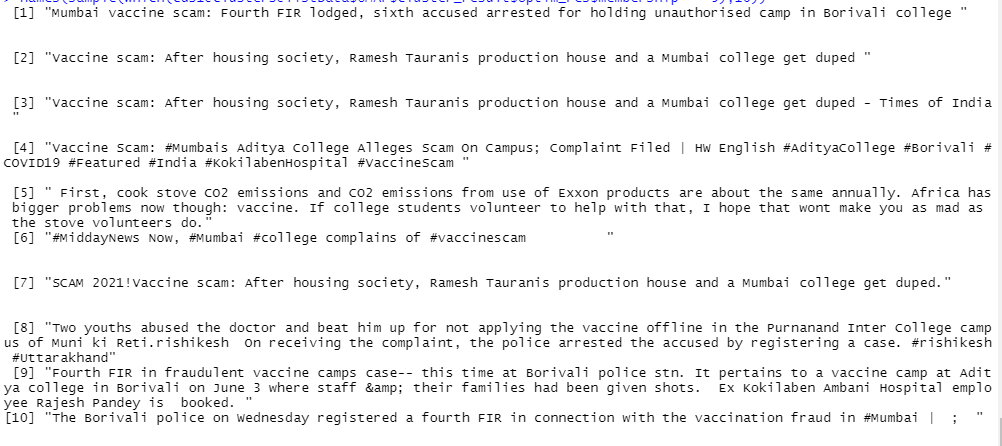 [1] "Mumbai vaccine scam: Fourth FIR lodged, sixth accused arrested for holding unauthorised camp in Borivali college "
[2] "Vaccine scam: After housing society, Ramesh Tauranis production house and a Mumbai college get duped "
[3] "Vaccine scam: After housing society, Ramesh Tauranis production house and a Mumbai college get duped - Times of India
"
[4] "Vaccine Scam: #Mumbais Aditya College Alleges Scam On Campus; Complaint Filed | HW English #AdityaCollege #Borivali #
COVID19 #Featured #India #KokilabenHospital #VaccineScam "
[5] " First, cook stove CO2 emissions and CO2 emissions from use of Exxon products are about the same annually. Africa has
bigger problems now though: vaccine. If college students volunteer to help with that, I hope that wont make you as mad as
the stove volunteers do."
[6] "#MiddayNews Now, #Mumbai #college complains of #vaccinescam "
[7] "SCAM 2021!Vaccine scam: After housing society, Ramesh Tauranis production house and a Mumbai college get duped."
[8] "Two youths abused the doctor and beat him up for not applying the vaccine offline in the Purnanand Inter College camp
us of Muni ki Reti.rishikesh On receiving the complaint, the police arrested the accused by registering a case. #rishikesh
#Uttarakhand"
[9] "Fourth FIR in fraudulent vaccine camps case-- this time at Borivali police stn. It pertains to a vaccine camp at Adit
ya college in Borivali on June 3 where staff &amp; their families had been given shots. Ex Kokilaben Ambani Hospital emplo
yee Rajesh Pandey is booked. "
[10] "The Borivali police on Wednesday registered a fourth FIR in connection with the vaccination fraud in #Mumbai | ; "